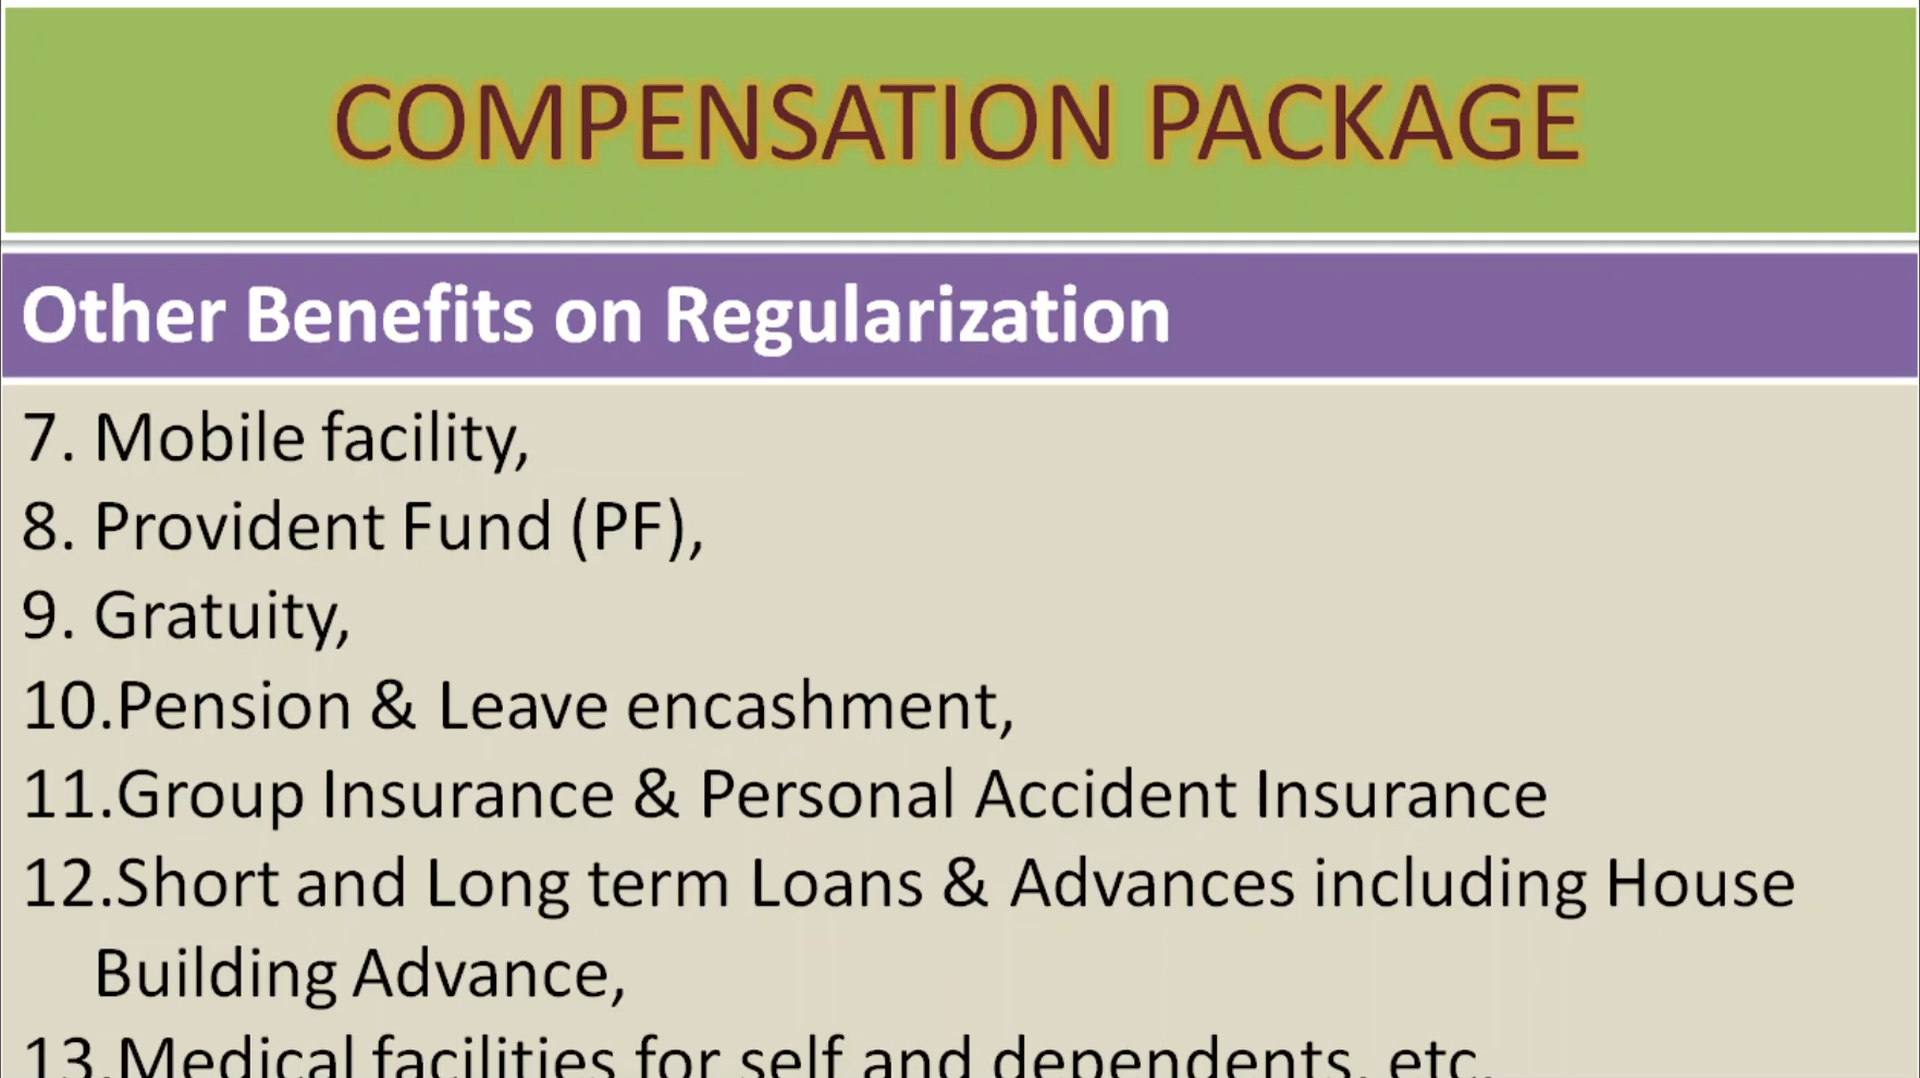 COMPENSATION PACKAGE
Other Benefits on Regularization
7. Mobile facility,
8. Provident Fund (PF),
9. Gratuity,
10.Pension & Leave encashment,
11.Group Insurance & Personal Accident Insurance
12.Short and Long term Loans & Advances including House
Building Advance,
13.Medical facilities for self and dependents, etc.